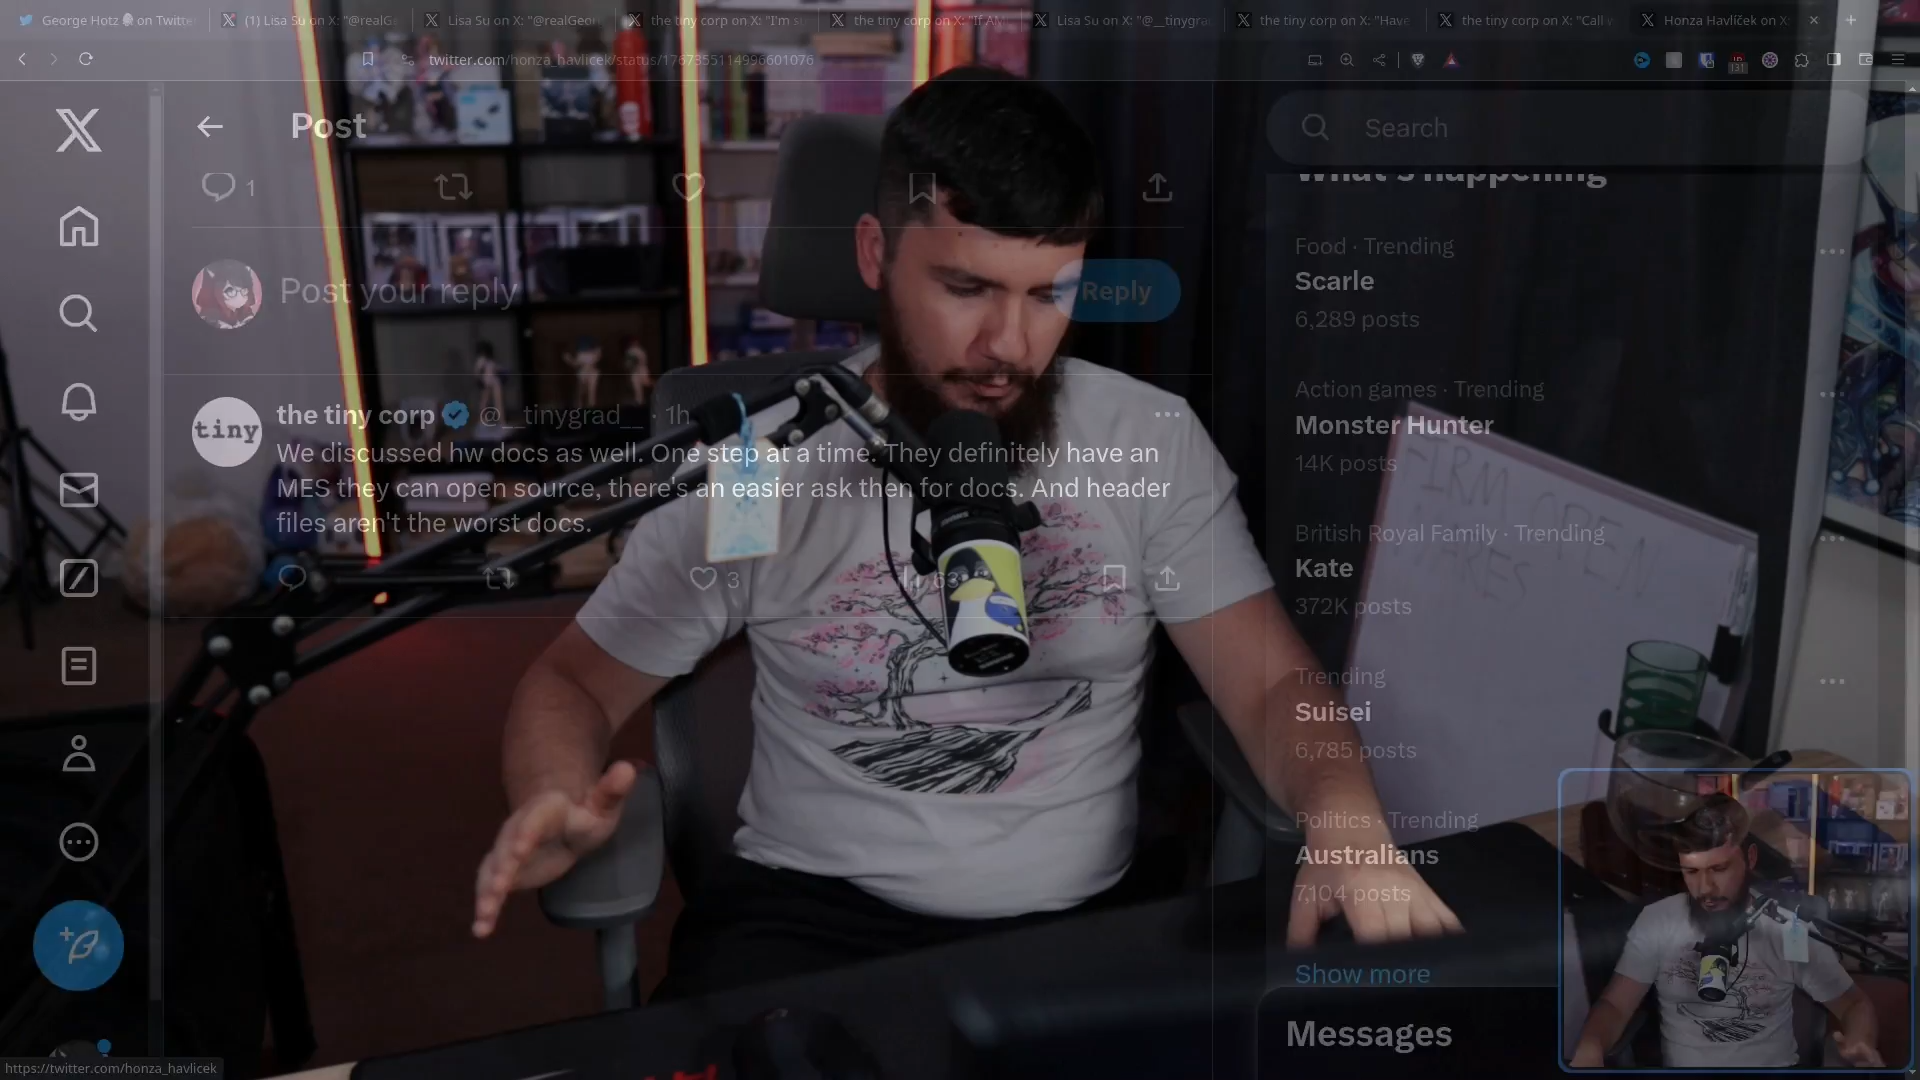 George Hotz on Twitte
(1) Lisa Su on X: "@realG
Lisa Su on X: "@realGeor
the tiny corp on X: "I'm s
the tiny corp on X: "If AM
Lisa Su on X: "@__tinygra
the tiny corp on X: "Have
the tiny corp on X: "Call
Honza Havlíček on X:
twitter.com/honza_havlicek/status/1767355114996601076
131
Post
1
Post your reply
Reply
the tiny corp @__tinygrad__ · 1h
We discussed hw docs as well. One step at a time. They definitely have an
MES they can open source, there's an easier ask then for docs. And header
files aren't the worst docs.
3
tiny
Search
What's happening
Food · Trending
Scarle
6,289 posts
Action games · Trending
Monster Hunter
14K posts
British Royal Family · Trending
Kate
372K posts
Trending
Suisei
6,785 posts
Politics · Trending
Australians
7,104 posts
Show more
Messages
https://twitter.com/honza_havlicek